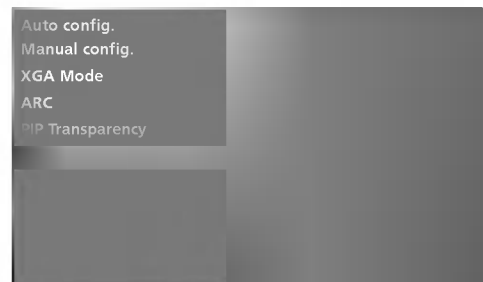 Auto config.
Manual config.
XGA Mode
ARC
PIP Transparency